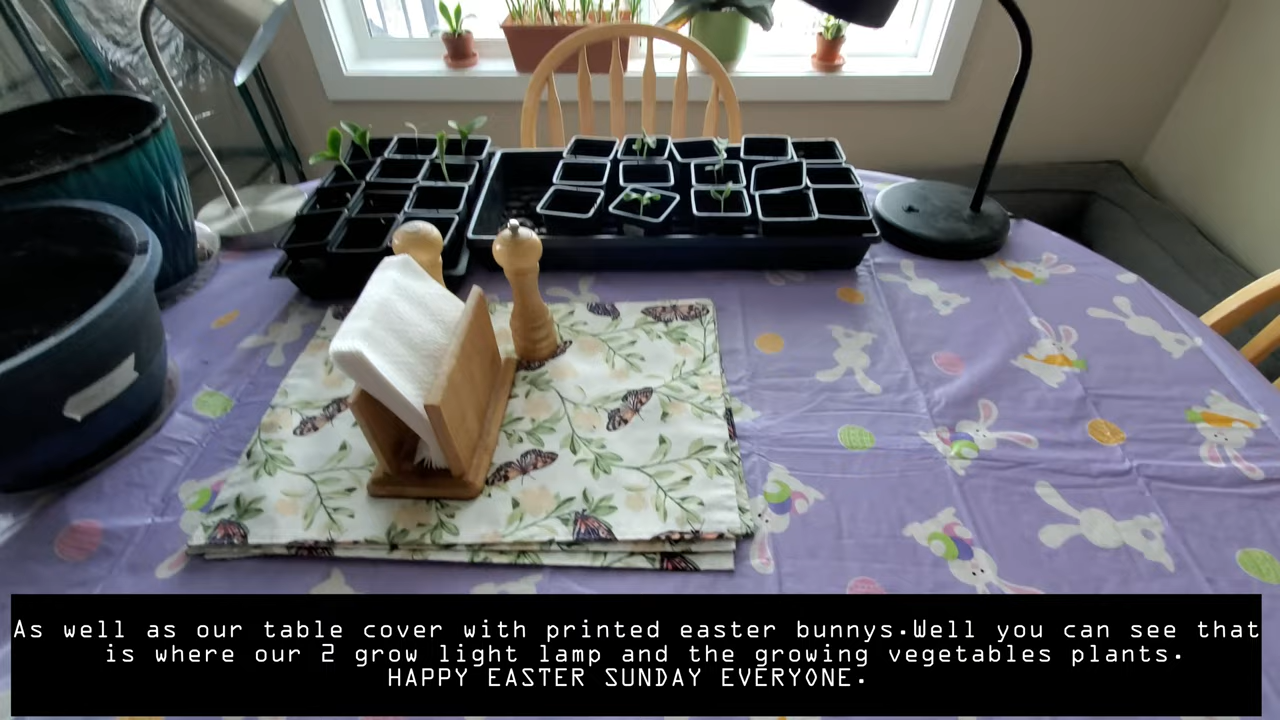 As well as our table cover with printed easter bunnys.Well you can see that
is where our 2 grow light lamp and the growing vegetables plants.
HAPPY EASTER SUNDAY EVERYONE.